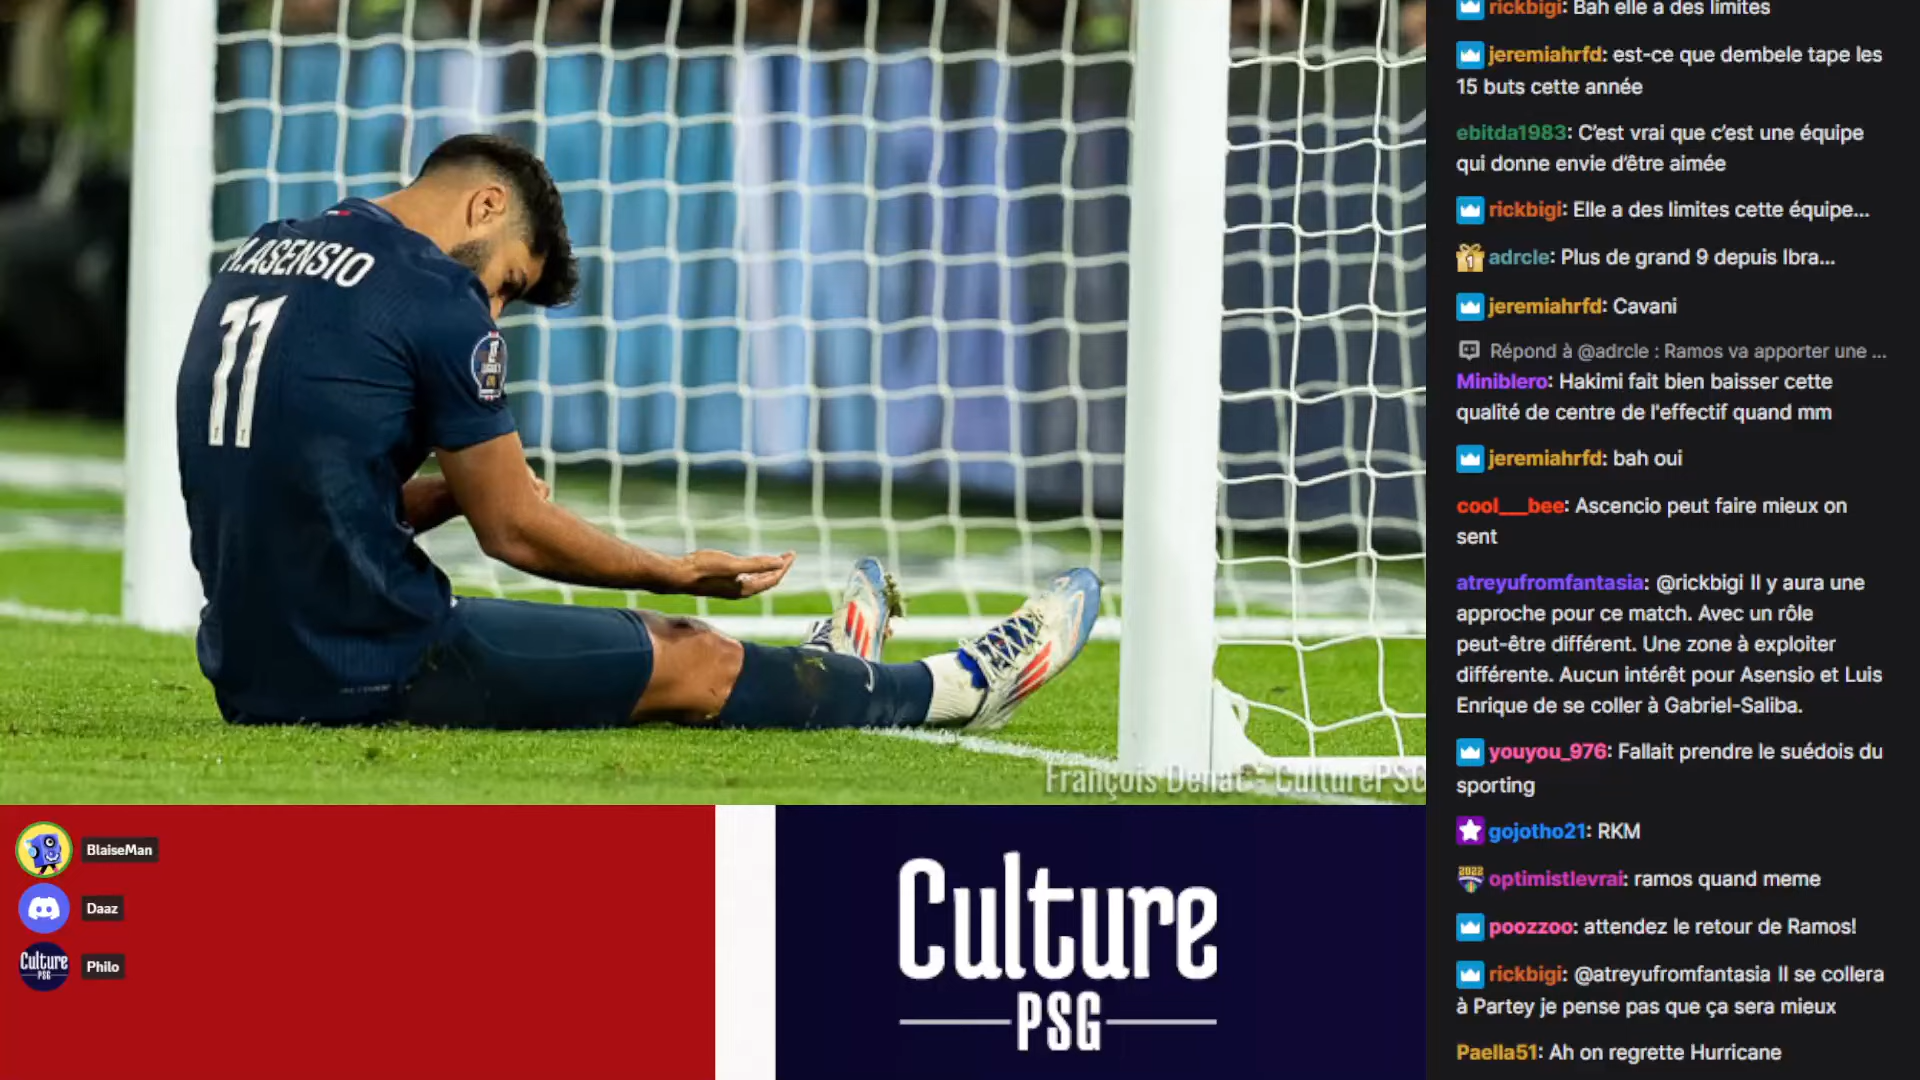 M.ASENSIO
11
François Denat - CulturePSG
BlaiseMan
Daaz
Culture
PSG
Philo
Culture
PSG
rickbigi: Bah elle a des limites
jeremiahrfd: est-ce que dembele tape les
15 buts cette année
ebitda1983: C'est vrai que c'est une équipe
qui donne envie d'être aimée
rickbigi: Elle a des limites cette équipe...
1 adrcle: Plus de grand 9 depuis Ibra...
jeremiahrfd: Cavani
Répond à @adrcle : Ramos va apporter une ...
Miniblero: Hakimi fait bien baisser cette
qualité de centre de l'effectif quand mm
jeremiahrfd: bah oui
cool___bee: Ascencio peut faire mieux on
sent
atreyufromfantasia: @rickbigi Il y aura une
approche pour ce match. Avec un rôle
peut-être différent. Une zone à exploiter
différente. Aucun intérêt pour Asensio et Luis
Enrique de se coller à Gabriel-Saliba.
youyou_976: Fallait prendre le suédois du
sporting
gojotho21: RKM
2022 optimistlevrai: ramos quand meme
poozzoo: attendez le retour de Ramos!
rickbigi: @atreyufromfantasia Il se collera
à Partey je pense pas que ça sera mieux
Paella51: Ah on regrette Hurricane